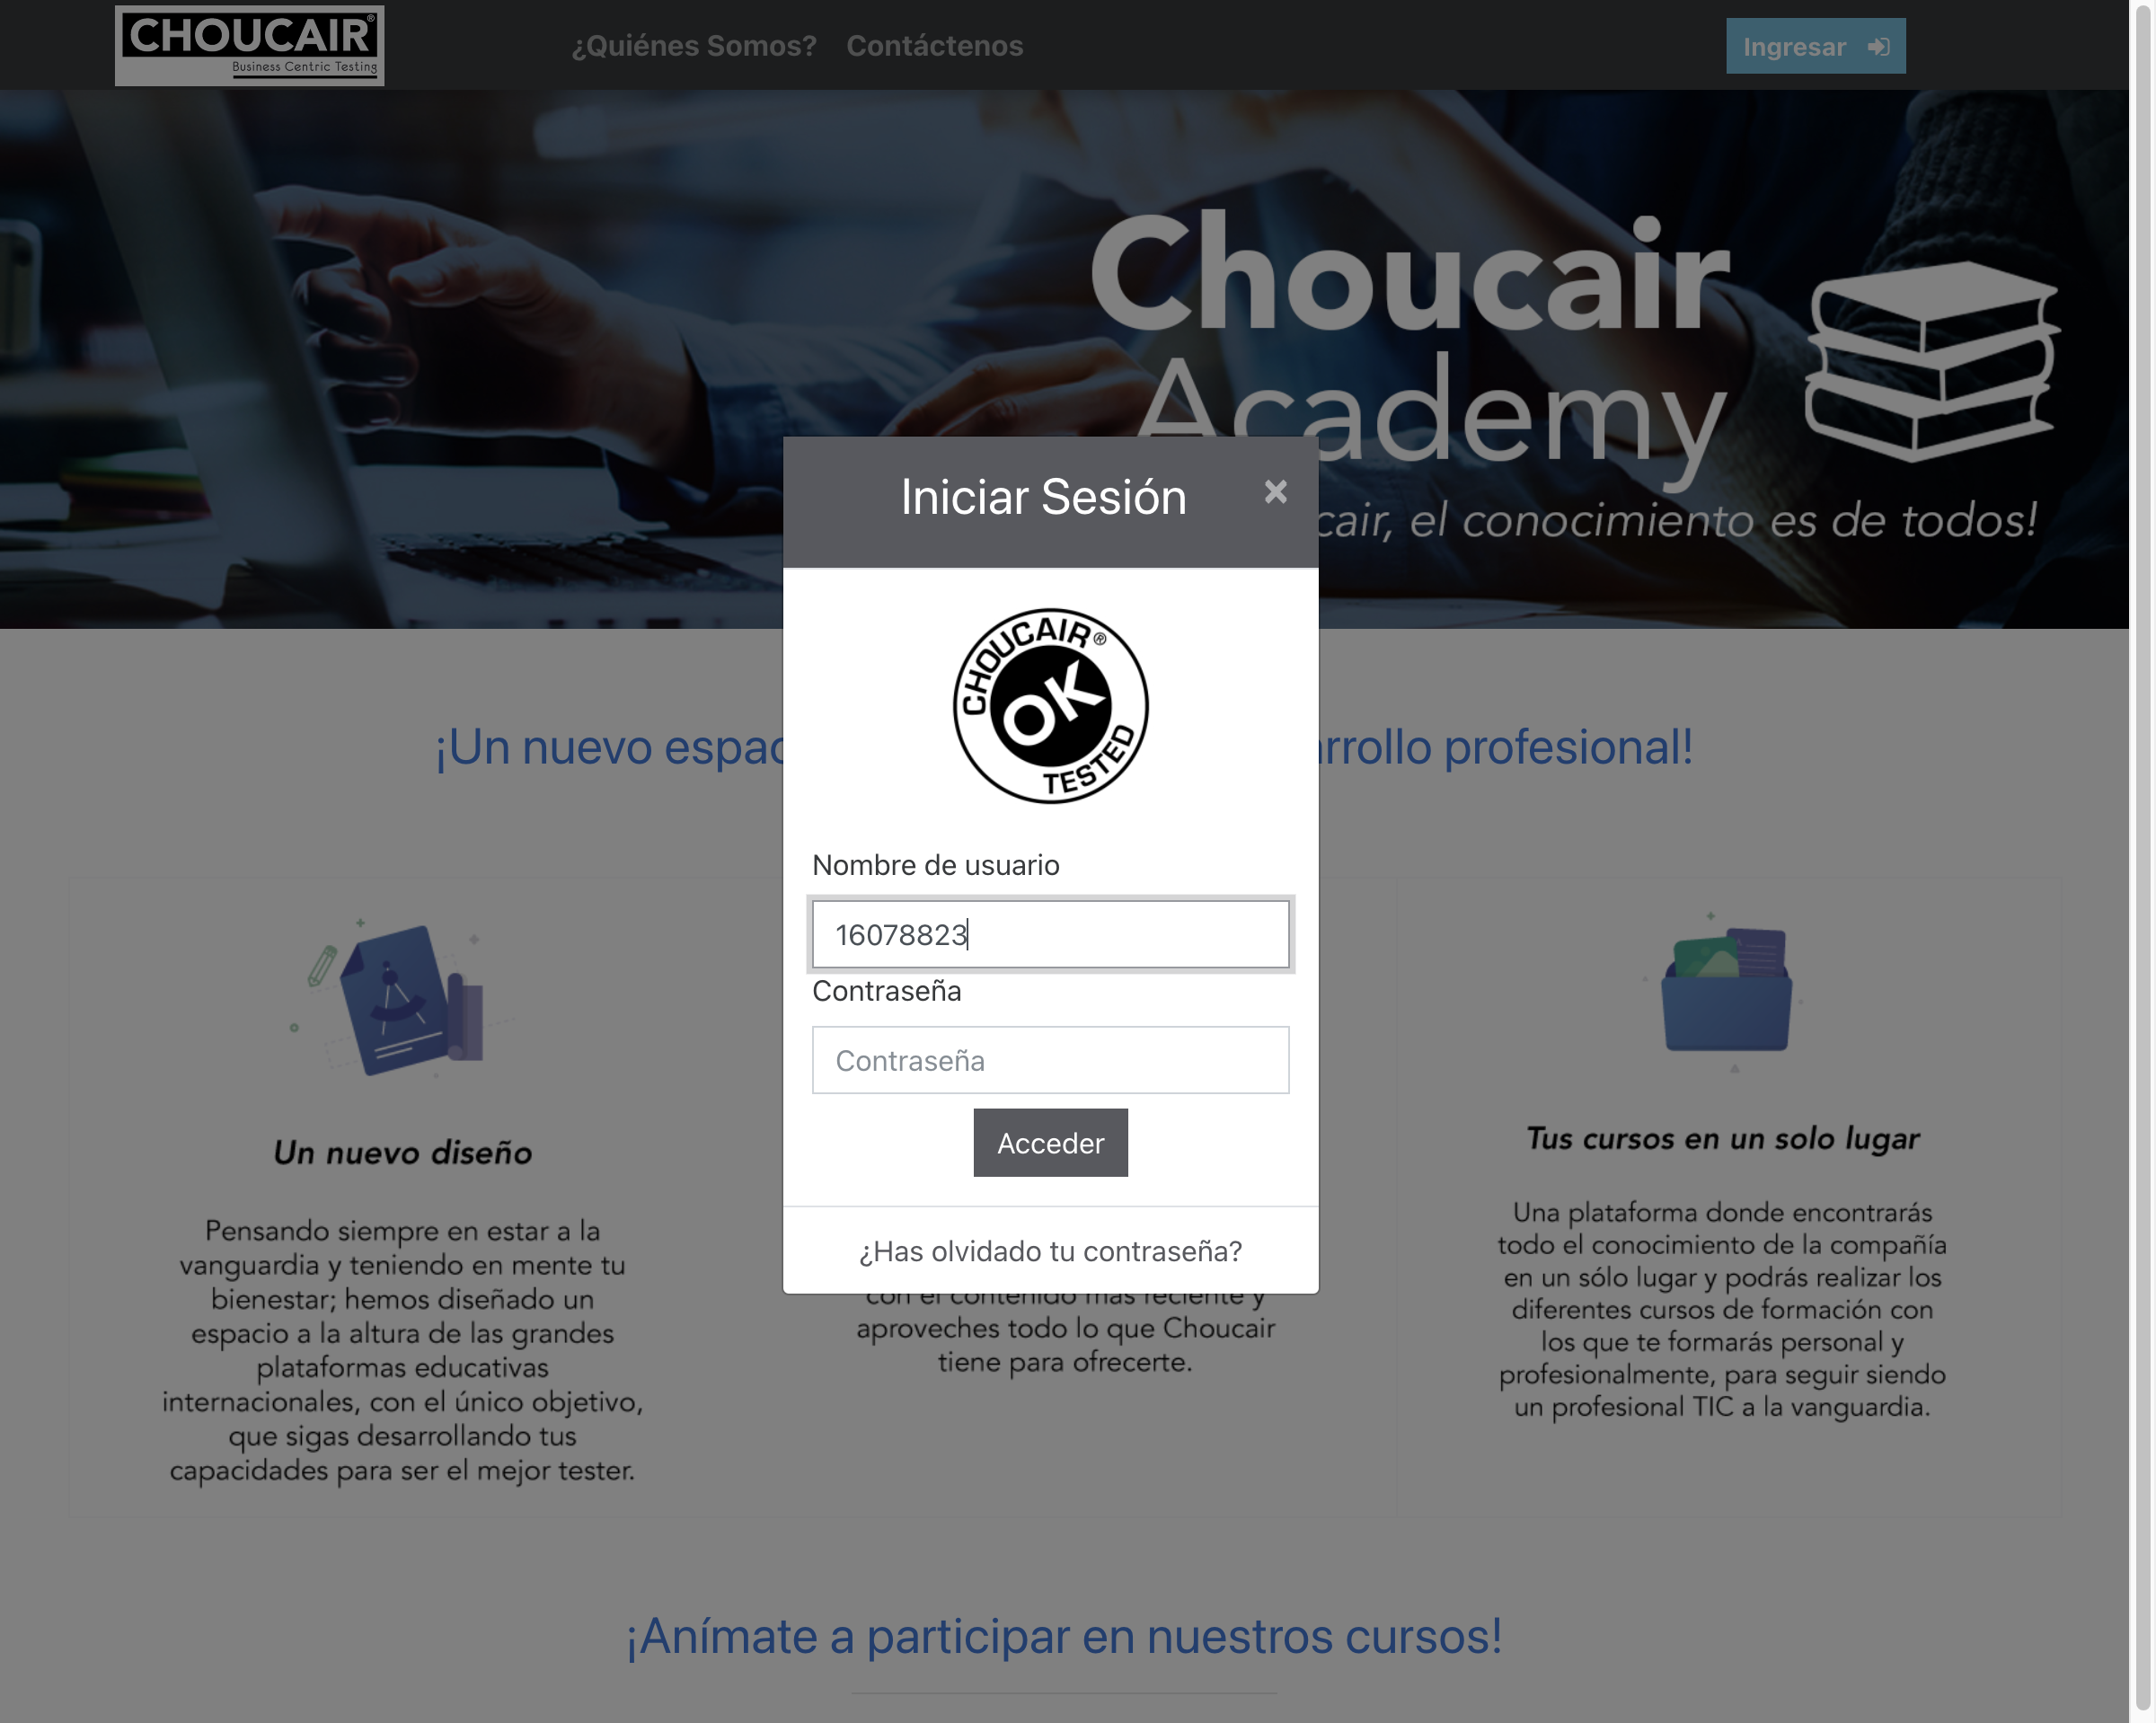 CHOUCAIR®
Business Centric Testing
¿Quiénes Somos? Contáctenos
Ingresar
Choucair
Academy
cair, el conocimiento es de todos!
Iniciar Sesión ×
CHOUCAIR® OK TESTED
¡Un nuevo espac rrollo profesional!
Nombre de usuario
16078823
Contraseña
Contraseña
Acceder
¿Has olvidado tu contraseña?
Un nuevo diseño
Pensando siempre en estar a la
vanguardia y teniendo en mente tu
bienestar; hemos diseñado un
espacio a la altura de las grandes
plataformas educativas
internacionales, con el único objetivo,
que sigas desarrollando tus
capacidades para ser el mejor tester.
con el contenido más reciente y
aproveches todo lo que Choucair
tiene para ofrecerte.
Tus cursos en un solo lugar
Una plataforma donde encontrarás
todo el conocimiento de la compañía
en un sólo lugar y podrás realizar los
diferentes cursos de formación con
los que te formarás personal y
profesionalmente, para seguir siendo
un profesional TIC a la vanguardia.
¡Anímate a participar en nuestros cursos!